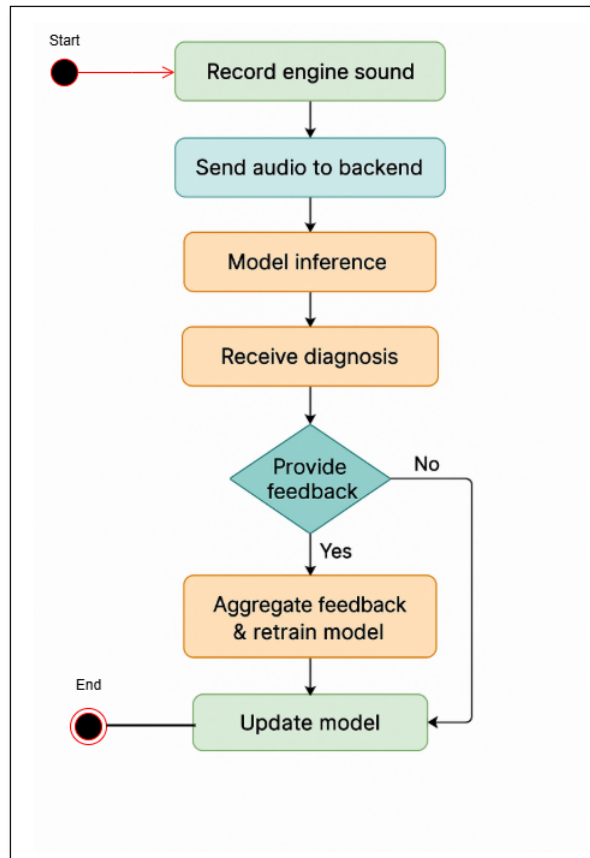 Start
Record engine sound
Send audio to backend
Model inference
Receive diagnosis
Provide
feedback
No
Yes
Aggregate feedback
& retrain model
End
Update model